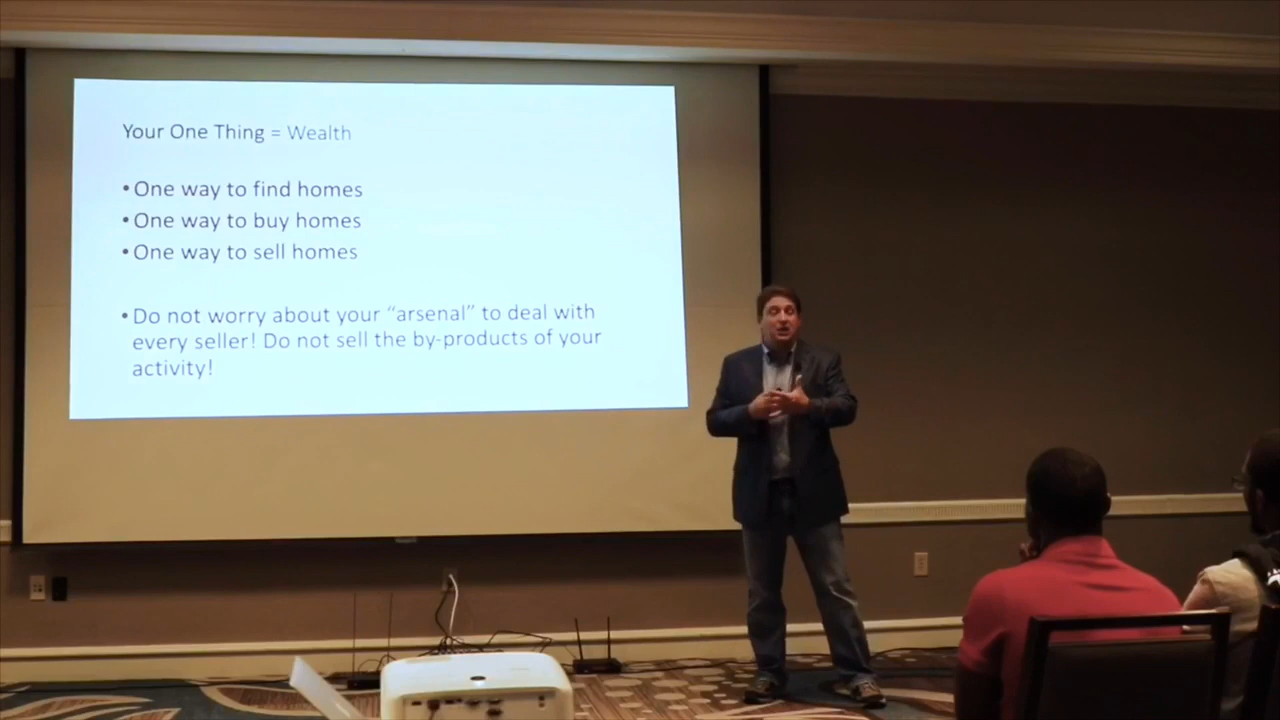 Your One Thing = Wealth
•One way to find homes
•One way to buy homes
•One way to sell homes
•Do not worry about your “arsenal” to deal with
every seller! Do not sell the by-products of your
activity!